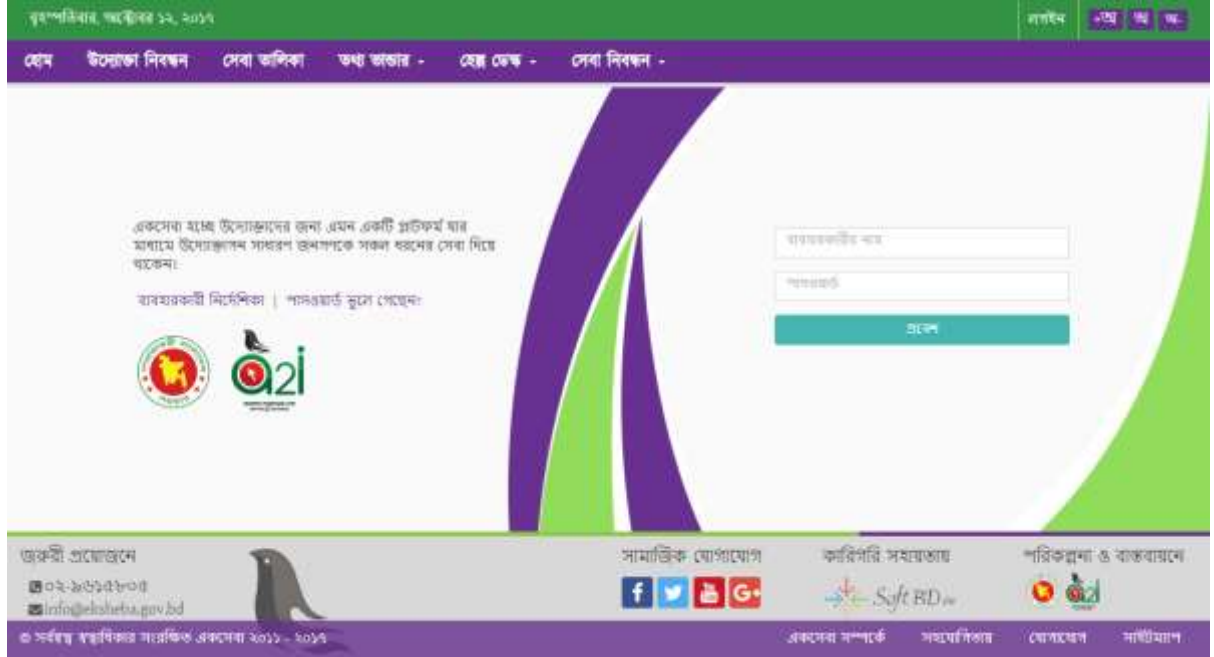 বৃহস্পতিবার, অক্টোবর ১২, ২০১৭
লগইন
+অ অ অ-
হোম উদ্যোক্তা নিবন্ধন সেবা তালিকা তথ্য ভান্ডার - হেল্প ডেস্ক - সেবা নিবন্ধন -
একসেবা হচ্ছে উদ্যোক্তাদের জন্য এমন একটি প্লাটফর্ম যার
মাধ্যমে উদ্যোক্তাগন সাধারণ জনগণকে সকল ধরনের সেবা দিয়ে
থাকেন।
ব্যবহারকারী নির্দেশিকা | পাসওয়ার্ড ভুলে গেছেন?
a2i
ব্যবহারকারীর নাম
পাসওয়ার্ড
প্রবেশ
জরুরী প্রয়োজনে
০২-৯৬১৫৮০৫
info@eksheba.gov.bd
সামাজিক যোগাযোগ
f G+
কারিগরি সহায়তায়
Soft BD
পরিকল্পনা ও বাস্তবায়নে
a2i
© সর্বস্বত্ব স্বত্বাধিকার সংরক্ষিত একসেবা ২০১১ - ২০১৭
একসেবা সম্পর্কে সহযোগিতায় যোগাযোগ সাইটম্যাপ